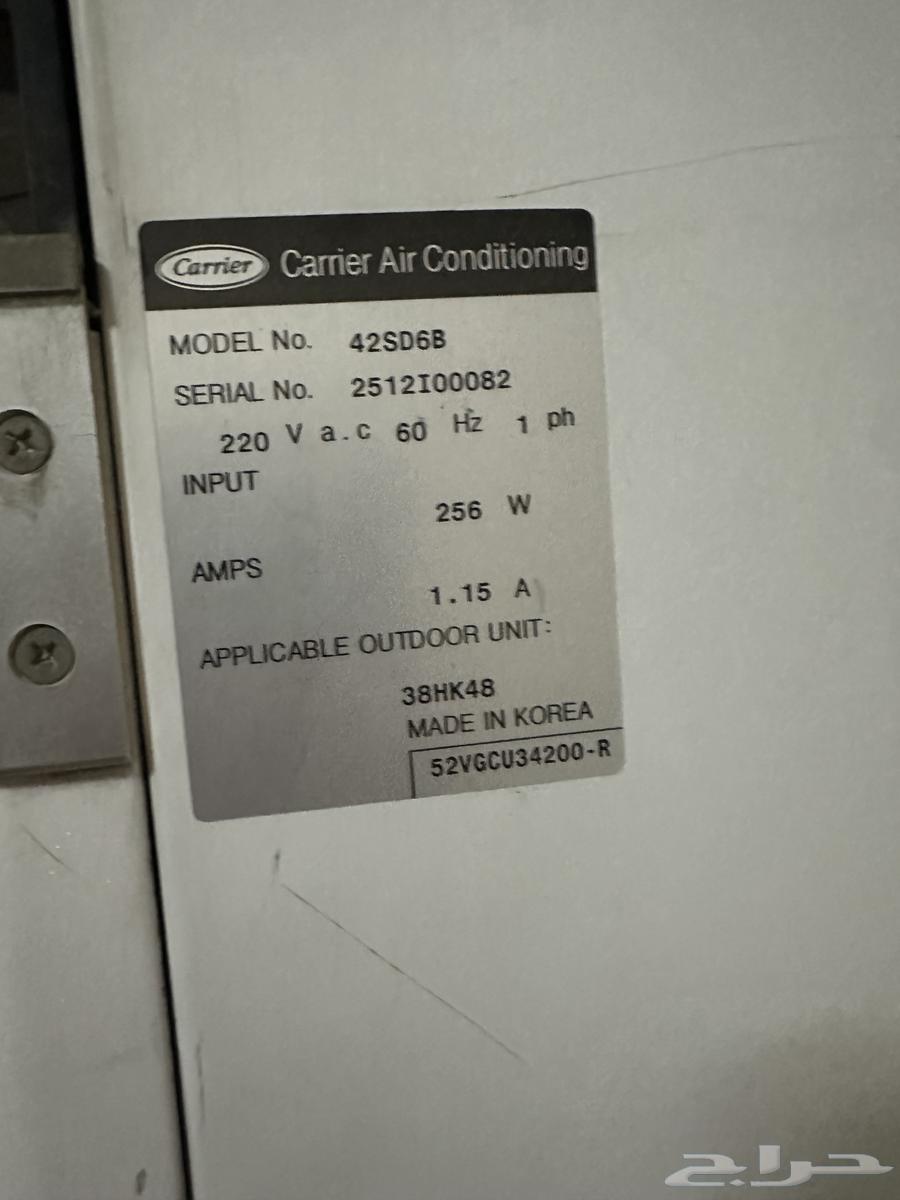 Carrier Carrier Air Conditioning
MODEL No. 42SD6B
SERIAL No. 2512I00082
220 V a.c 60 Hz 1 ph
INPUT
256 W
AMPS
1.15 A
APPLICABLE OUTDOOR UNIT:
38HK48
MADE IN KOREA
52VGCU34200-R
حراج